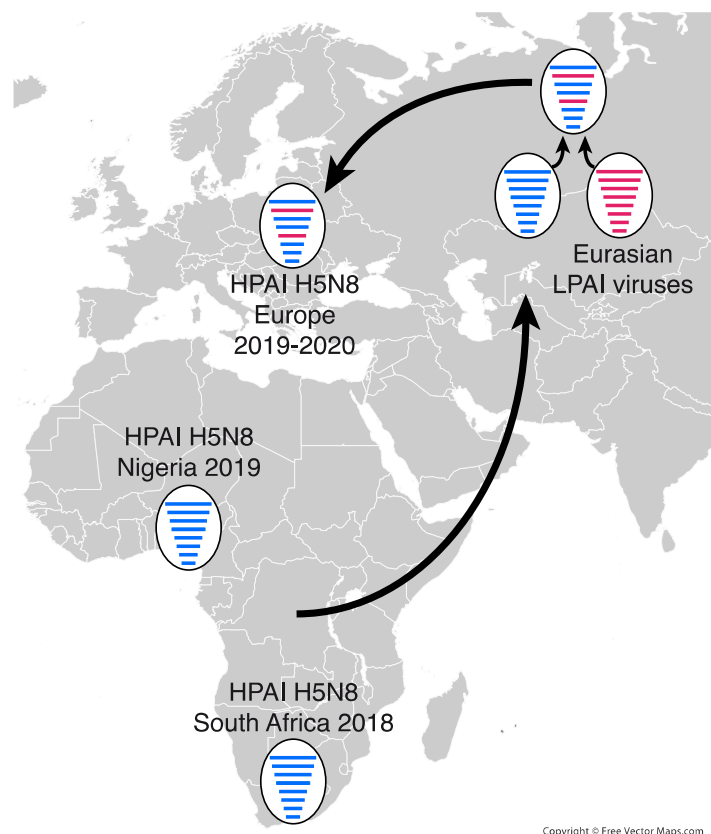 Eurasian
LPAI viruses
HPAI H5N8
Europe
2019-2020
HPAI H5N8
Nigeria 2019
HPAI H5N8
South Africa 2018
Copyright © Free Vector Maps.com